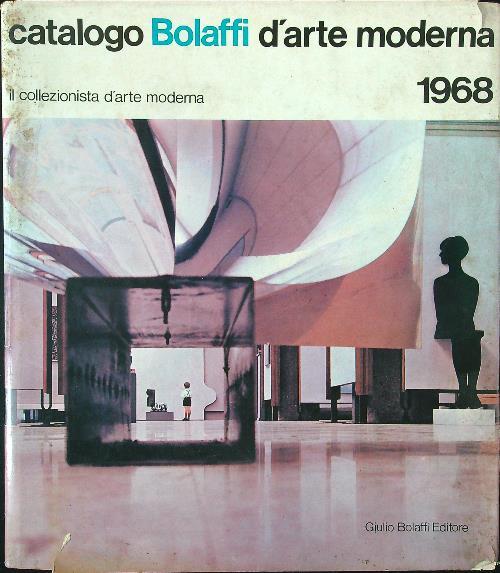 catalogo Bolaffi d'arte moderna
1968
il collezionista d'arte moderna
Giulio Bolaffi Editore